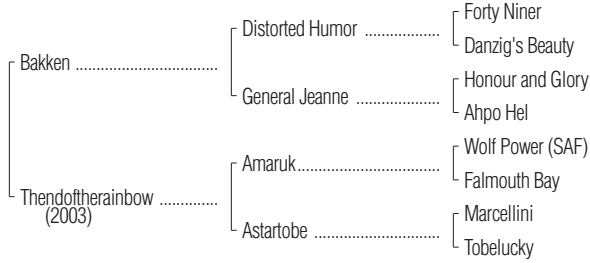 Forty Niner
Distorted Humor ..................
Danzig's Beauty
Bakken ..................................
Honour and Glory
General Jeanne ....................
Ahpo Hel
Wolf Power (SAF)
Amaruk..................................
Falmouth Bay
Thendoftherainbow ..............
(2003)
Marcellini
Astartobe ..............................
Tobelucky